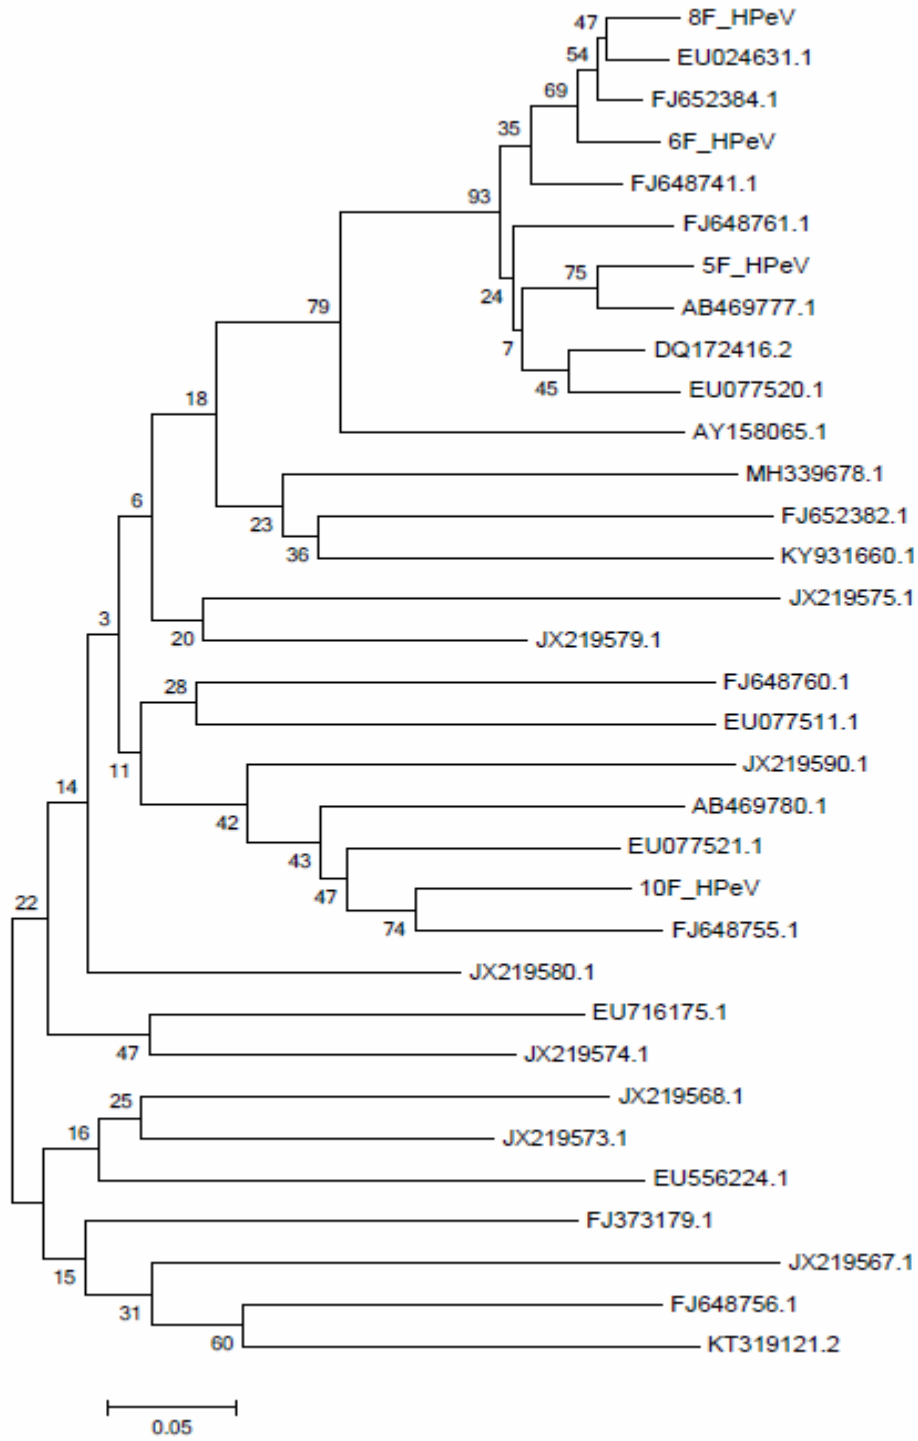 8F_HPeV
47
EU024631.1
54
FJ652384.1
69
6F_HPeV
35
FJ648741.1
93
FJ648761.1
5F_HPeV
75
24
AB469777.1
79
DQ172416.2
7
EU077520.1
45
18
AY158065.1
MH339678.1
6
FJ652382.1
23
36
KY931660.1
JX219575.1
3
20
JX219579.1
28
FJ648760.1
EU077511.1
JX219590.1
11
14
AB469780.1
42
EU077521.1
43
10F_HPeV
47
22
FJ648755.1
74
JX219580.1
EU716175.1
47
JX219574.1
JX219568.1
25
16
JX219573.1
EU556224.1
FJ373179.1
JX219567.1
15
FJ648756.1
31
60
KT319121.2
0.05